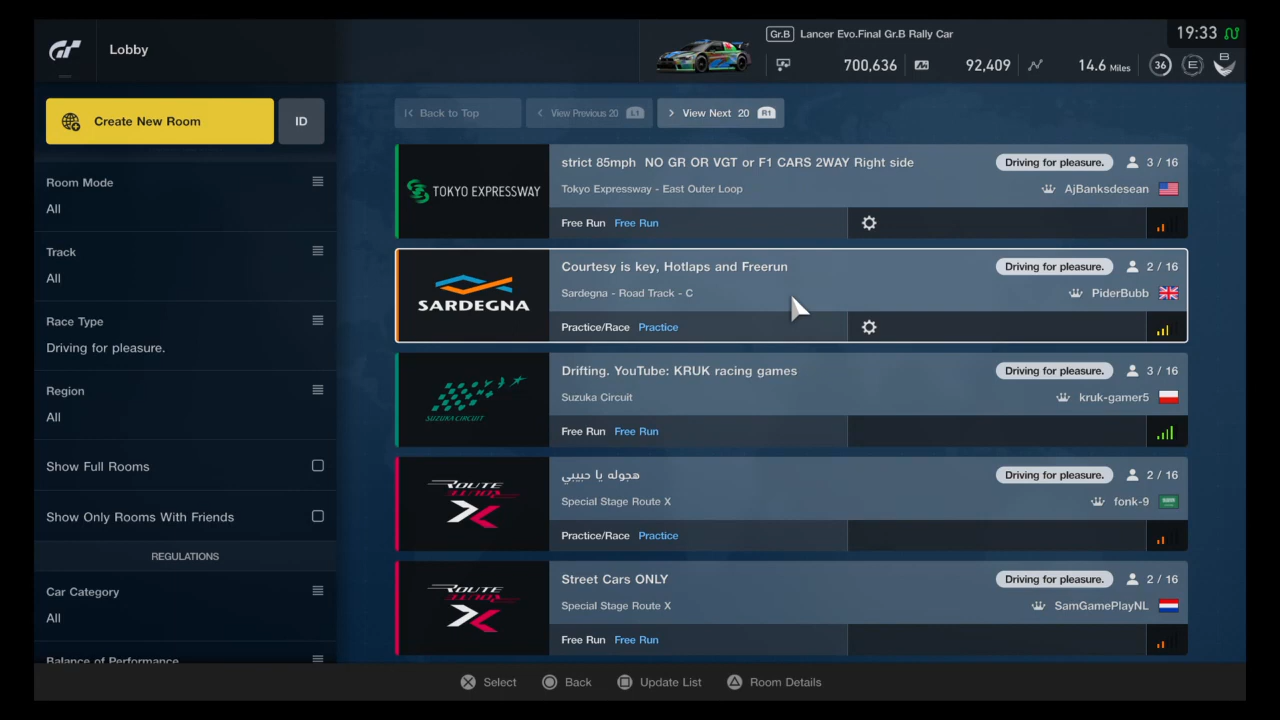 GT
Lobby
Gr.B Lancer Evo.Final Gr.B Rally Car
19:33
700,636 92,409 14.6 Miles 36 E B
Create New Room
ID
Back to Top
View Previous 20 L1
View Next 20 R1
Room Mode
All
Track
All
Race Type
Driving for pleasure.
Region
All
Show Full Rooms
Show Only Rooms With Friends
REGULATIONS
Car Category
All
Balance of Performance
TOKYO EXPRESSWAY
strict 85mph NO GR OR VGT or F1 CARS 2WAY Right side
Driving for pleasure. 3 / 16
Tokyo Expressway - East Outer Loop
AjBanksdesean
Free Run Free Run
SARDEGNA
Courtesy is key, Hotlaps and Freerun
Driving for pleasure. 2 / 16
Sardegna - Road Track - C
PiderBubb
Practice/Race Practice
SUZUKA CIRCUIT
Drifting. YouTube: KRUK racing games
Driving for pleasure. 3 / 16
Suzuka Circuit
kruk-gamer5
Free Run Free Run
ROUTE X
هجوله يا حبيبي
Driving for pleasure. 2 / 16
Special Stage Route X
fonk-9
Practice/Race Practice
ROUTE X
Street Cars ONLY
Driving for pleasure. 2 / 16
Special Stage Route X
SamGamePlayNL
Free Run Free Run
Select
Back
Update List
Room Details